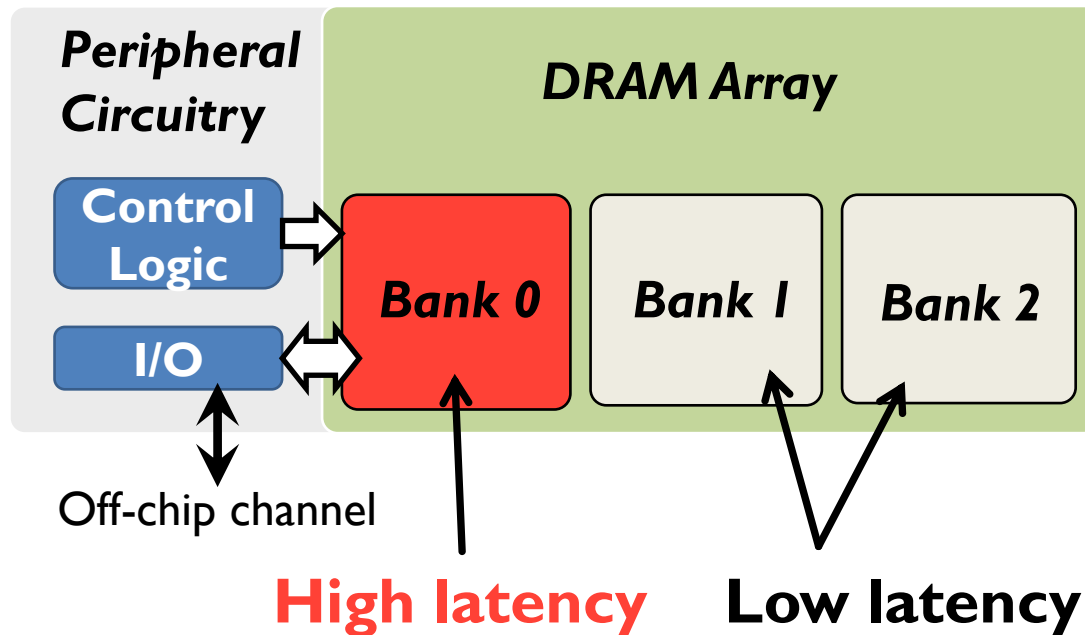 Peripheral
Circuitry
DRAM Array
Control
Logic
I/O
Bank 0
Bank 1
Bank 2
Off-chip channel
High latency
Low latency